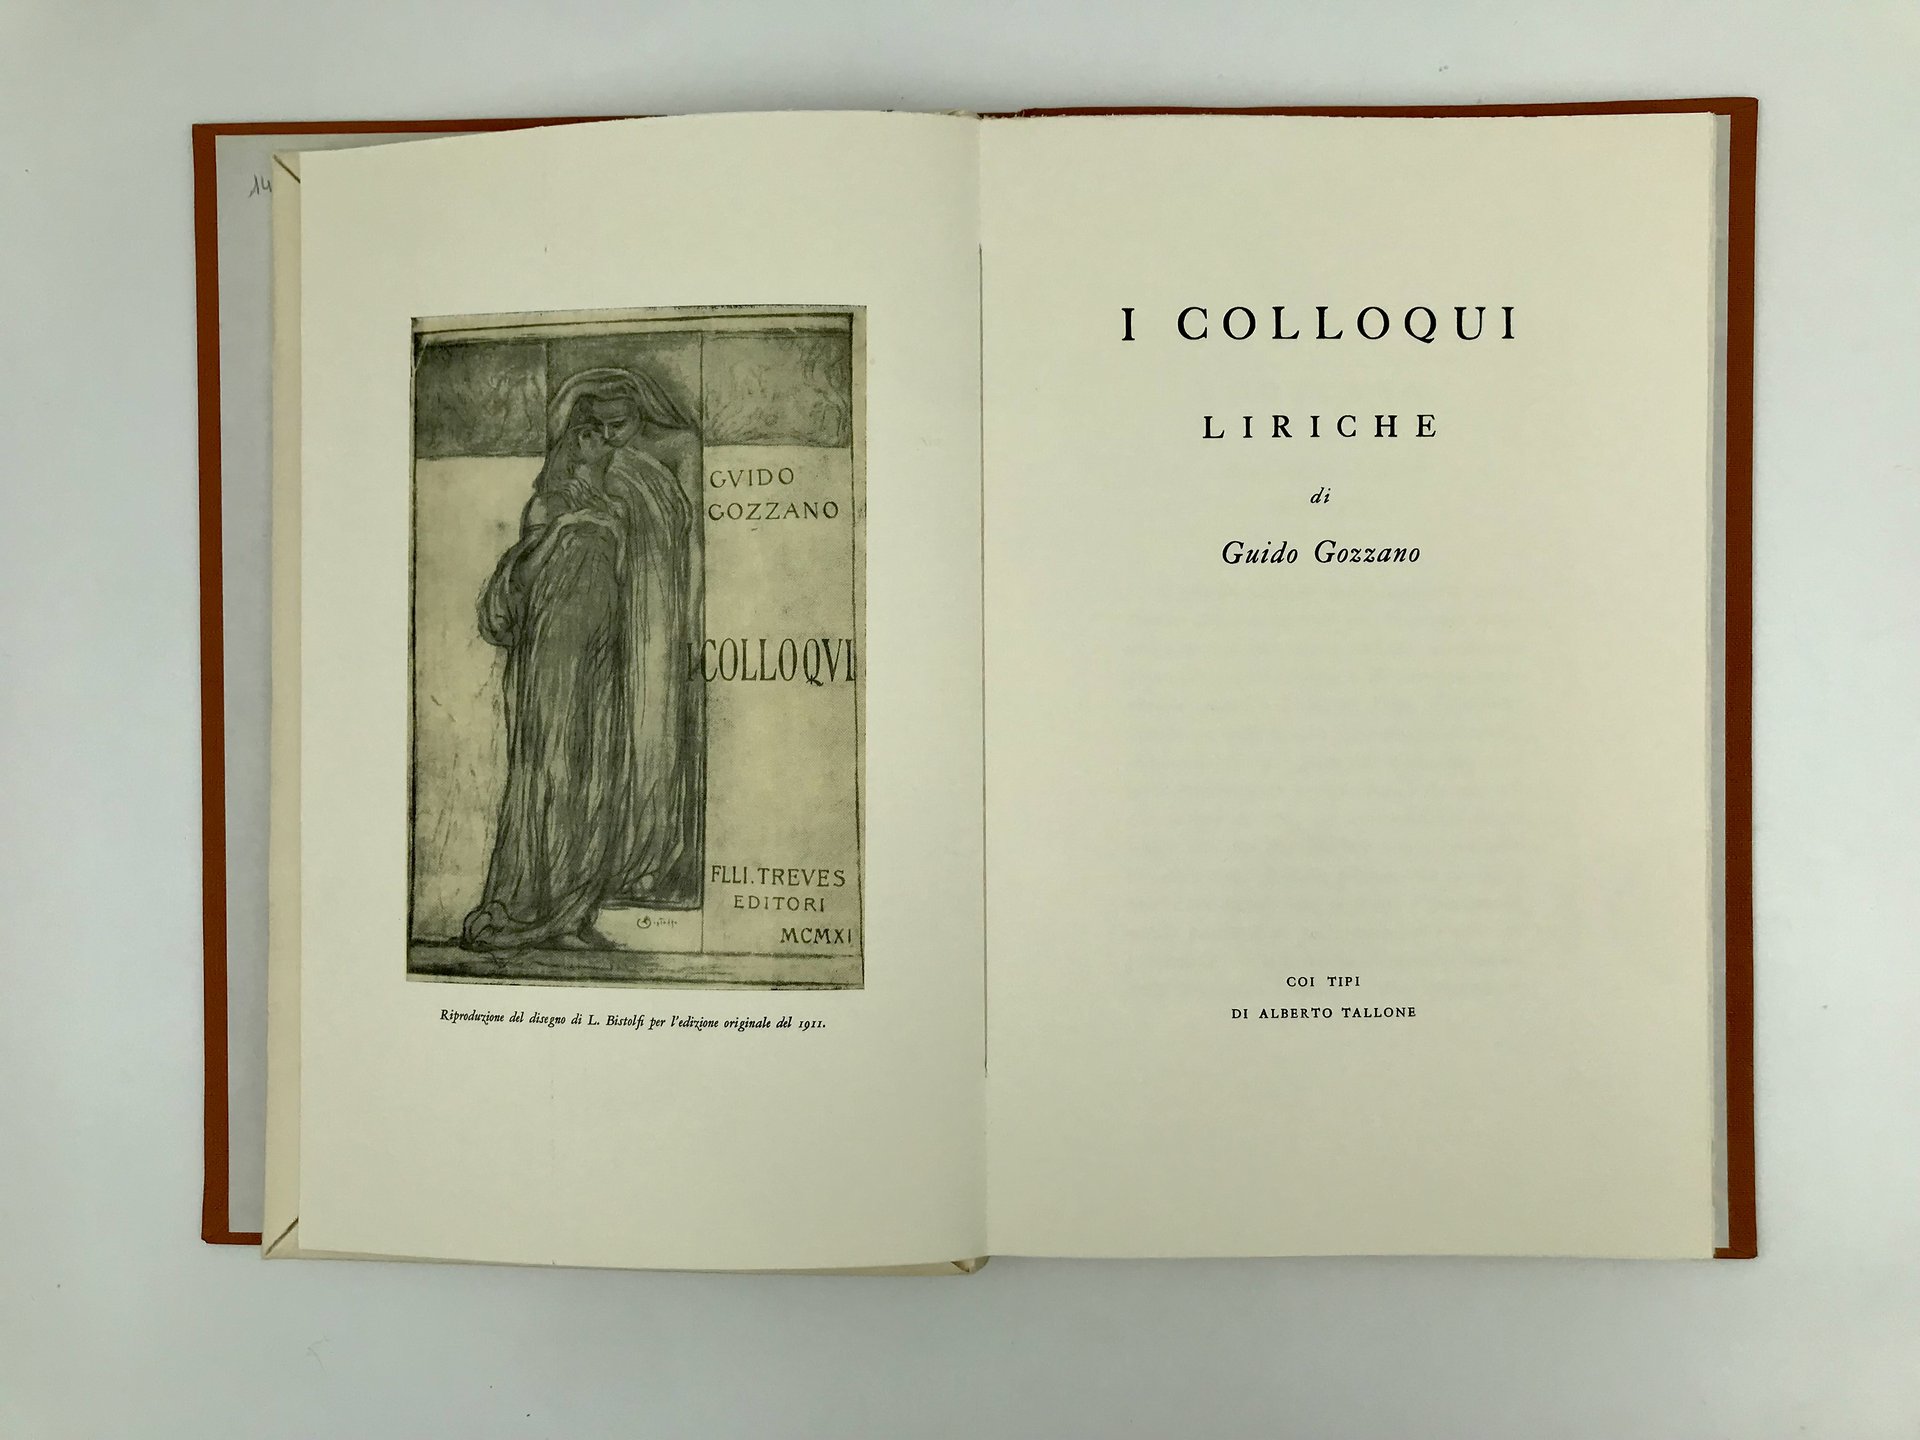 14
GVIDO
GOZZANO
I COLLOQVI
FLLI. TREVES
EDITORI
MCMXI
Riproduzione del disegno di L. Bistolfi per l'edizione originale del 1911.
I COLLOQUI
LIRICHE
di
Guido Gozzano
COI TIPI
DI ALBERTO TALLONE